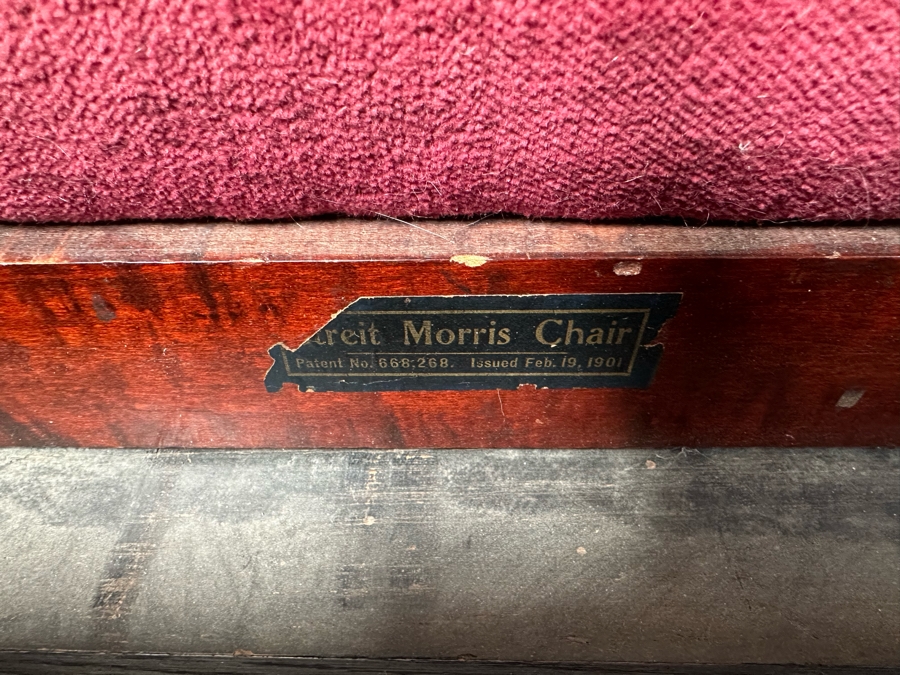 treit Morris Chair
Patent No. 668,268. Issued Feb. 19, 1901